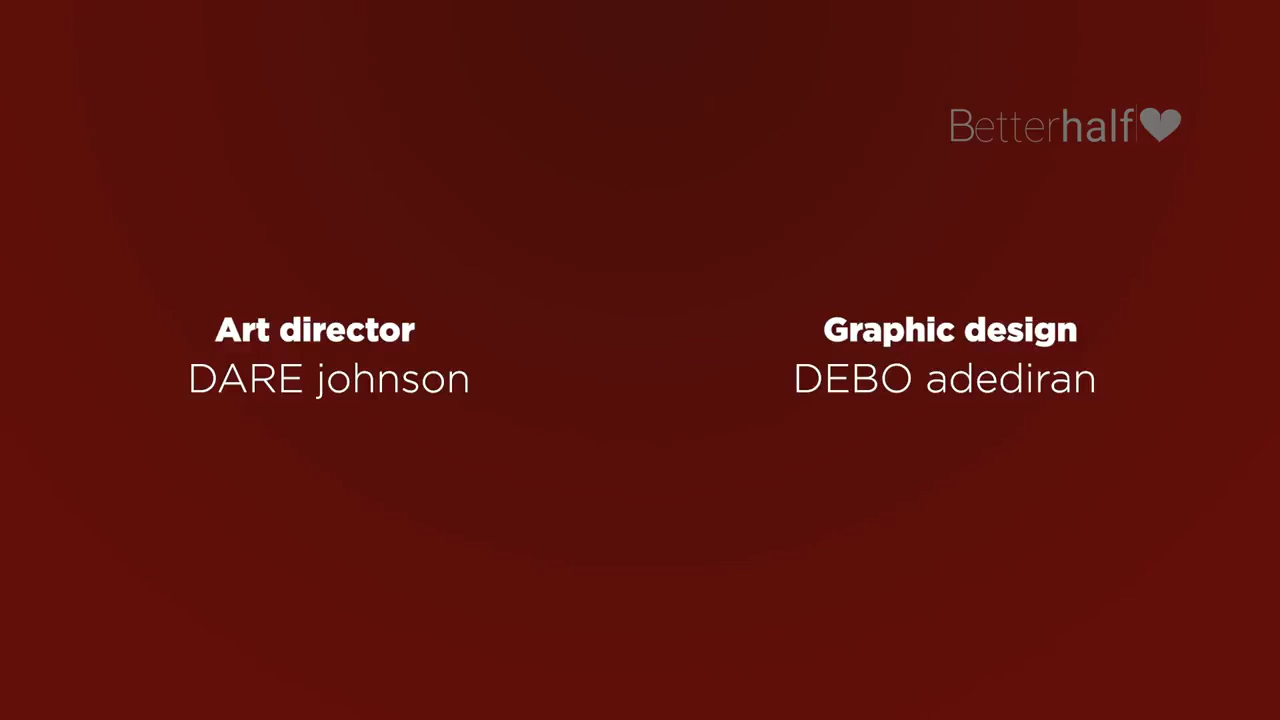 Betterhalf
Art director
DARE johnson
Graphic design
DEBO adediran